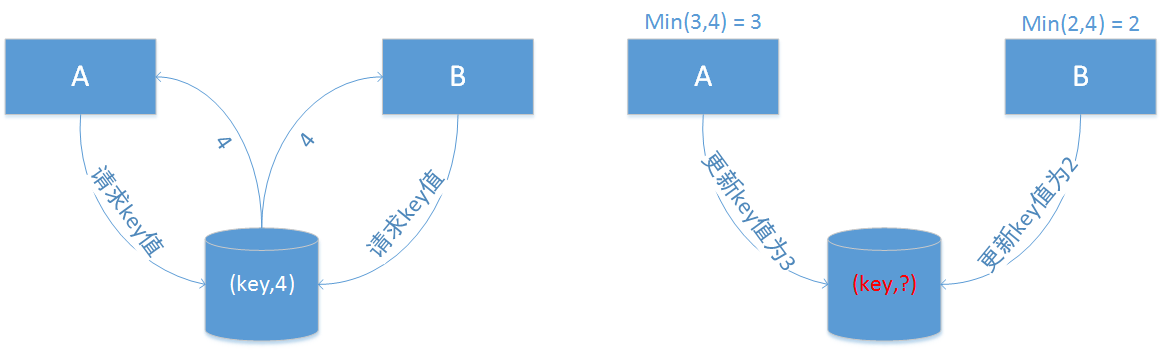 A
B
4
4
请求key值
请求key值
(key,4)
Min(3,4) = 3
Min(2,4) = 2
A
B
更新key值为3
更新key值为2
(key,?)